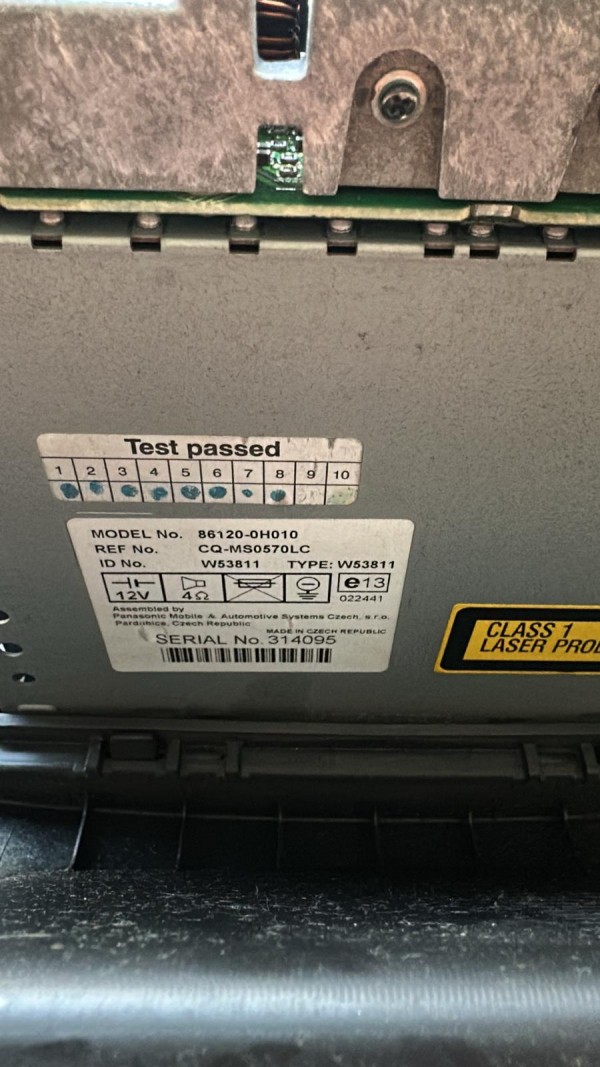 Test passed
1 2 3 4 5 6 7 8 9 10
MODEL No. 86120-0H010
REF No. CQ-MS0570LC
ID No. W53811 TYPE: W53811
12V 4Ω e13
022441
Assembled by
Panasonic Mobile & Automotive Systems Czech, s.r.o.
Pardubice, Czech Republic
MADE IN CZECH REPUBLIC
SERIAL No. 314095
CLASS 1
LASER PROD